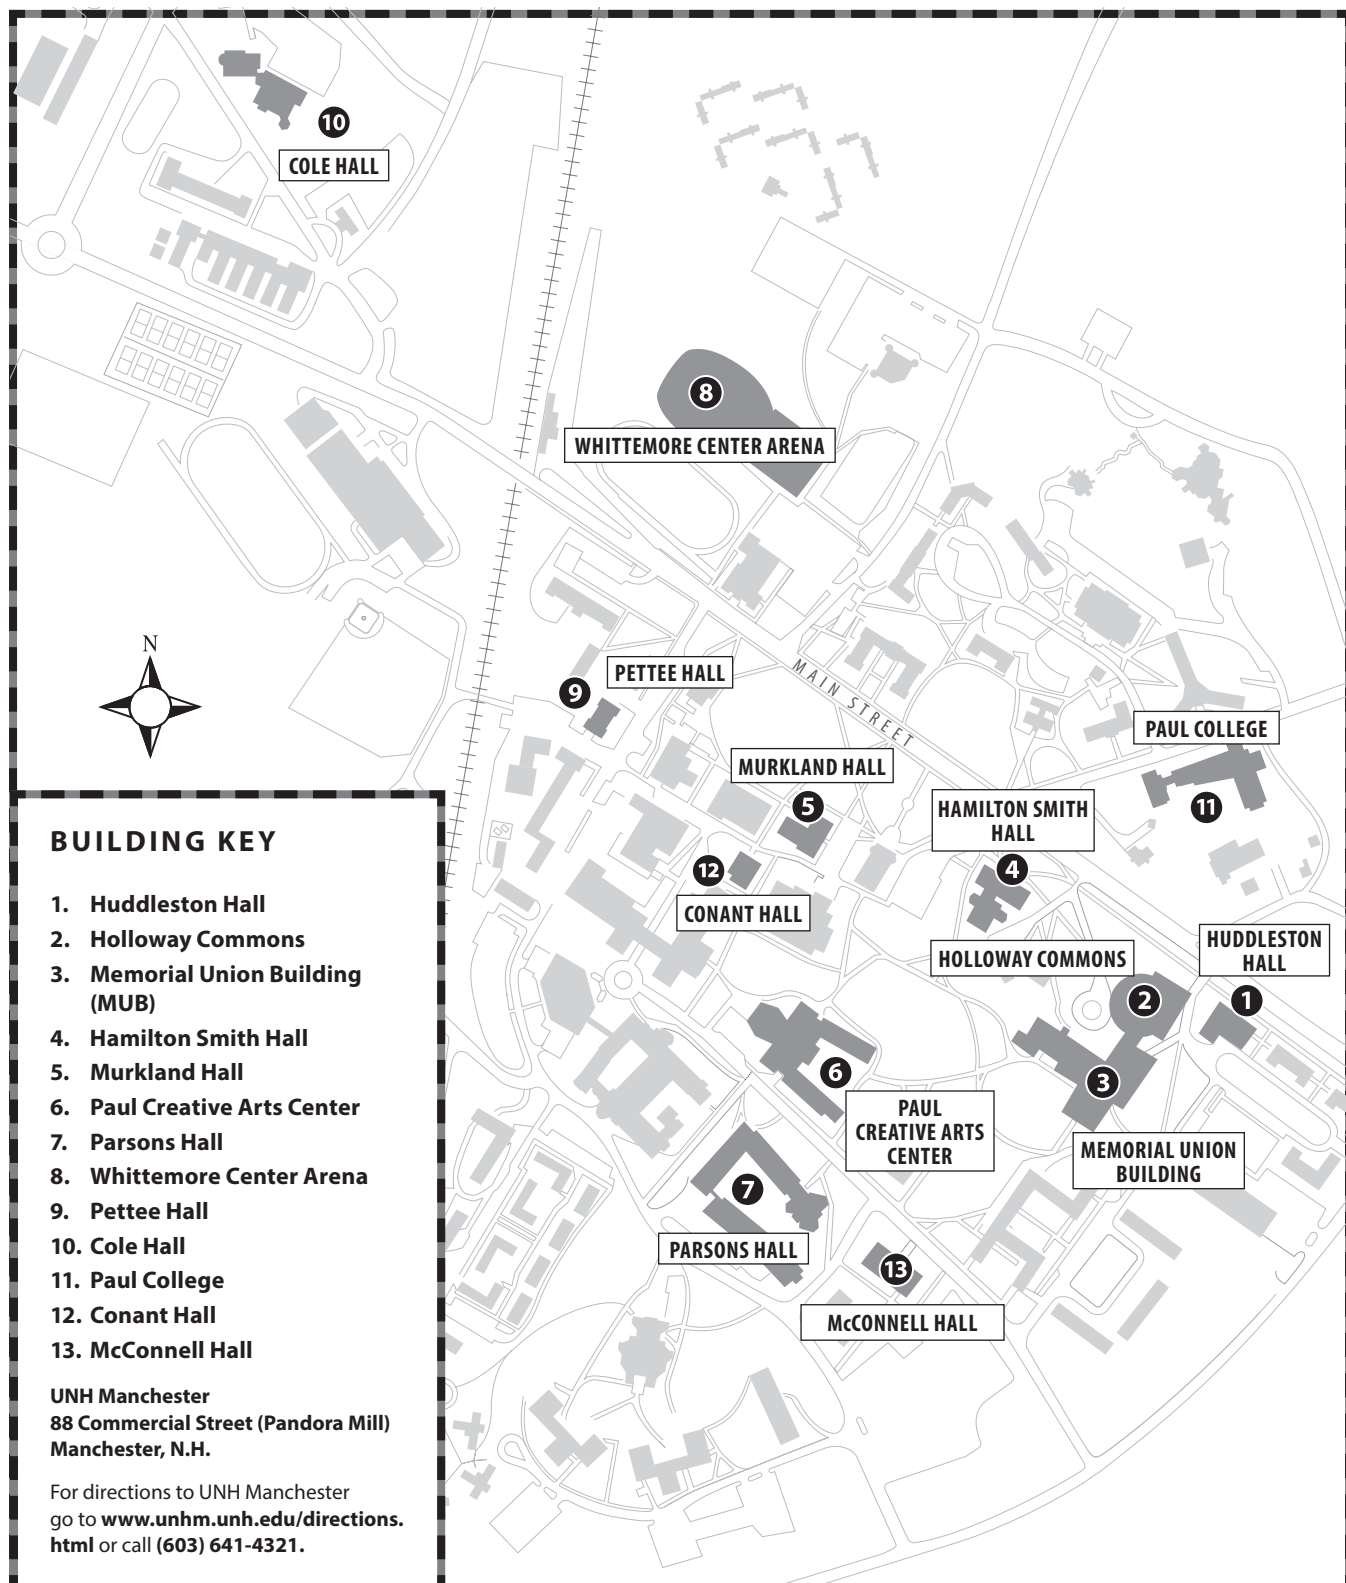 10
COLE HALL
8
WHITTEMORE CENTER ARENA
N
PETTEE HALL
9
MAIN STREET
PAUL COLLEGE
11
MURKLAND HALL
5
HAMILTON SMITH
HALL
4
12
CONANT HALL
HUDDLESTON
HALL
1
HOLLOWAY COMMONS
2
3
MEMORIAL UNION
BUILDING
6
PAUL
CREATIVE ARTS
CENTER
7
PARSONS HALL
13
McCONNELL HALL
BUILDING KEY
1. Huddleston Hall
2. Holloway Commons
3. Memorial Union Building
(MUB)
4. Hamilton Smith Hall
5. Murkland Hall
6. Paul Creative Arts Center
7. Parsons Hall
8. Whittemore Center Arena
9. Pettee Hall
10. Cole Hall
11. Paul College
12. Conant Hall
13. McConnell Hall
UNH Manchester
88 Commercial Street (Pandora Mill)
Manchester, N.H.
For directions to UNH Manchester
go to www.unhm.unh.edu/directions.
html or call (603) 641-4321.